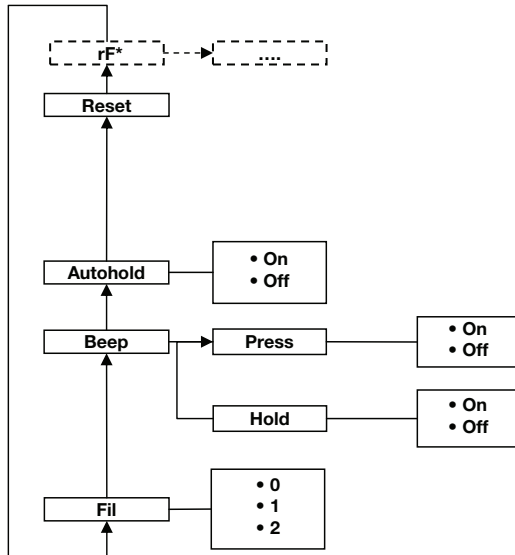 rF*
....
Reset
Autohold
• On
• Off
Beep
Press
• On
• Off
Hold
• On
• Off
Fil
• 0
• 1
• 2